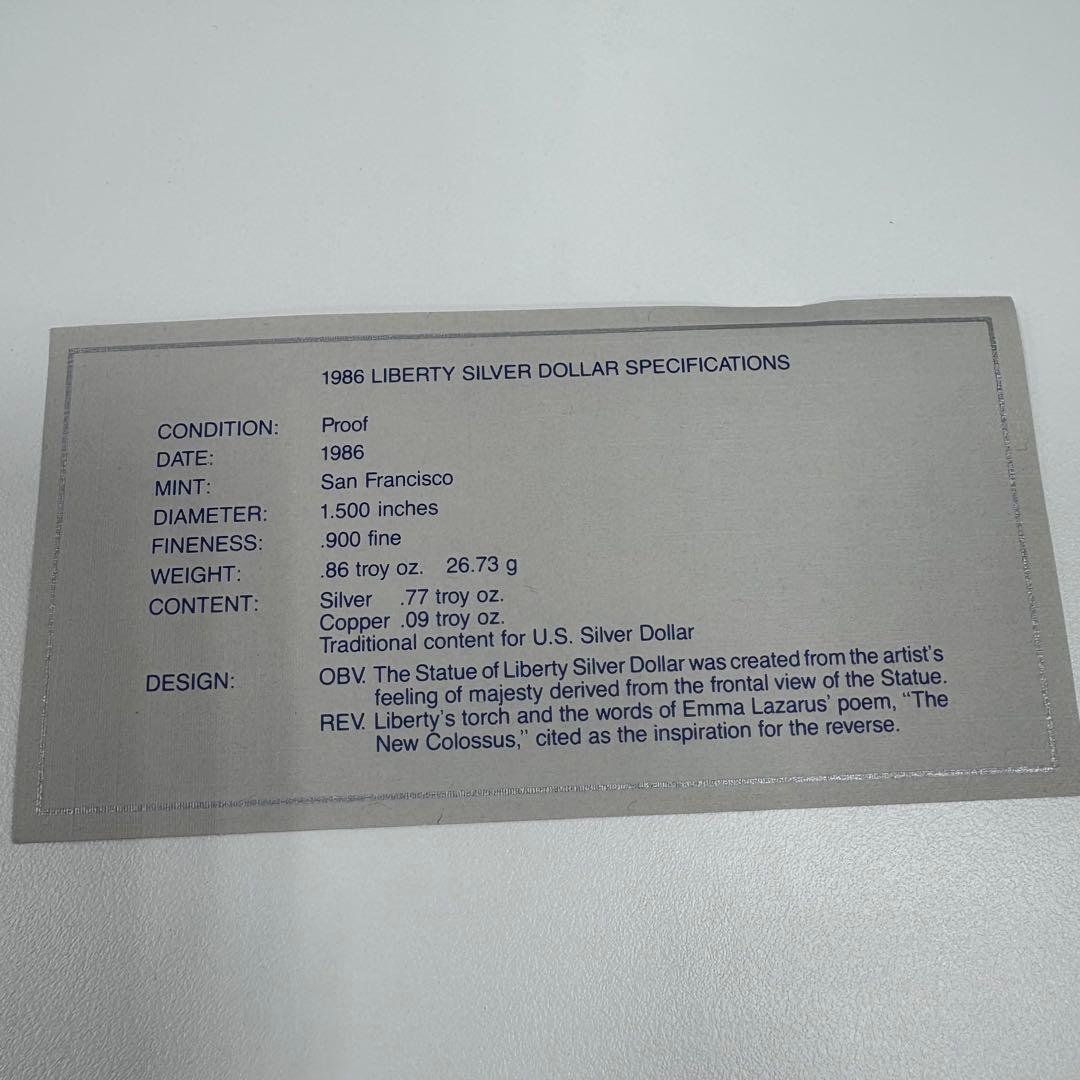 1986 LIBERTY SILVER DOLLAR SPECIFICATIONS
CONDITION: Proof
DATE: 1986
MINT: San Francisco
DIAMETER: 1.500 inches
FINENESS: .900 fine
WEIGHT: .86 troy oz. 26.73 g
CONTENT: Silver .77 troy oz.
Copper .09 troy oz.
Traditional content for U.S. Silver Dollar
DESIGN: OBV. The Statue of Liberty Silver Dollar was created from the artist's
feeling of majesty derived from the frontal view of the Statue.
REV. Liberty's torch and the words of Emma Lazarus' poem, "The
New Colossus," cited as the inspiration for the reverse.